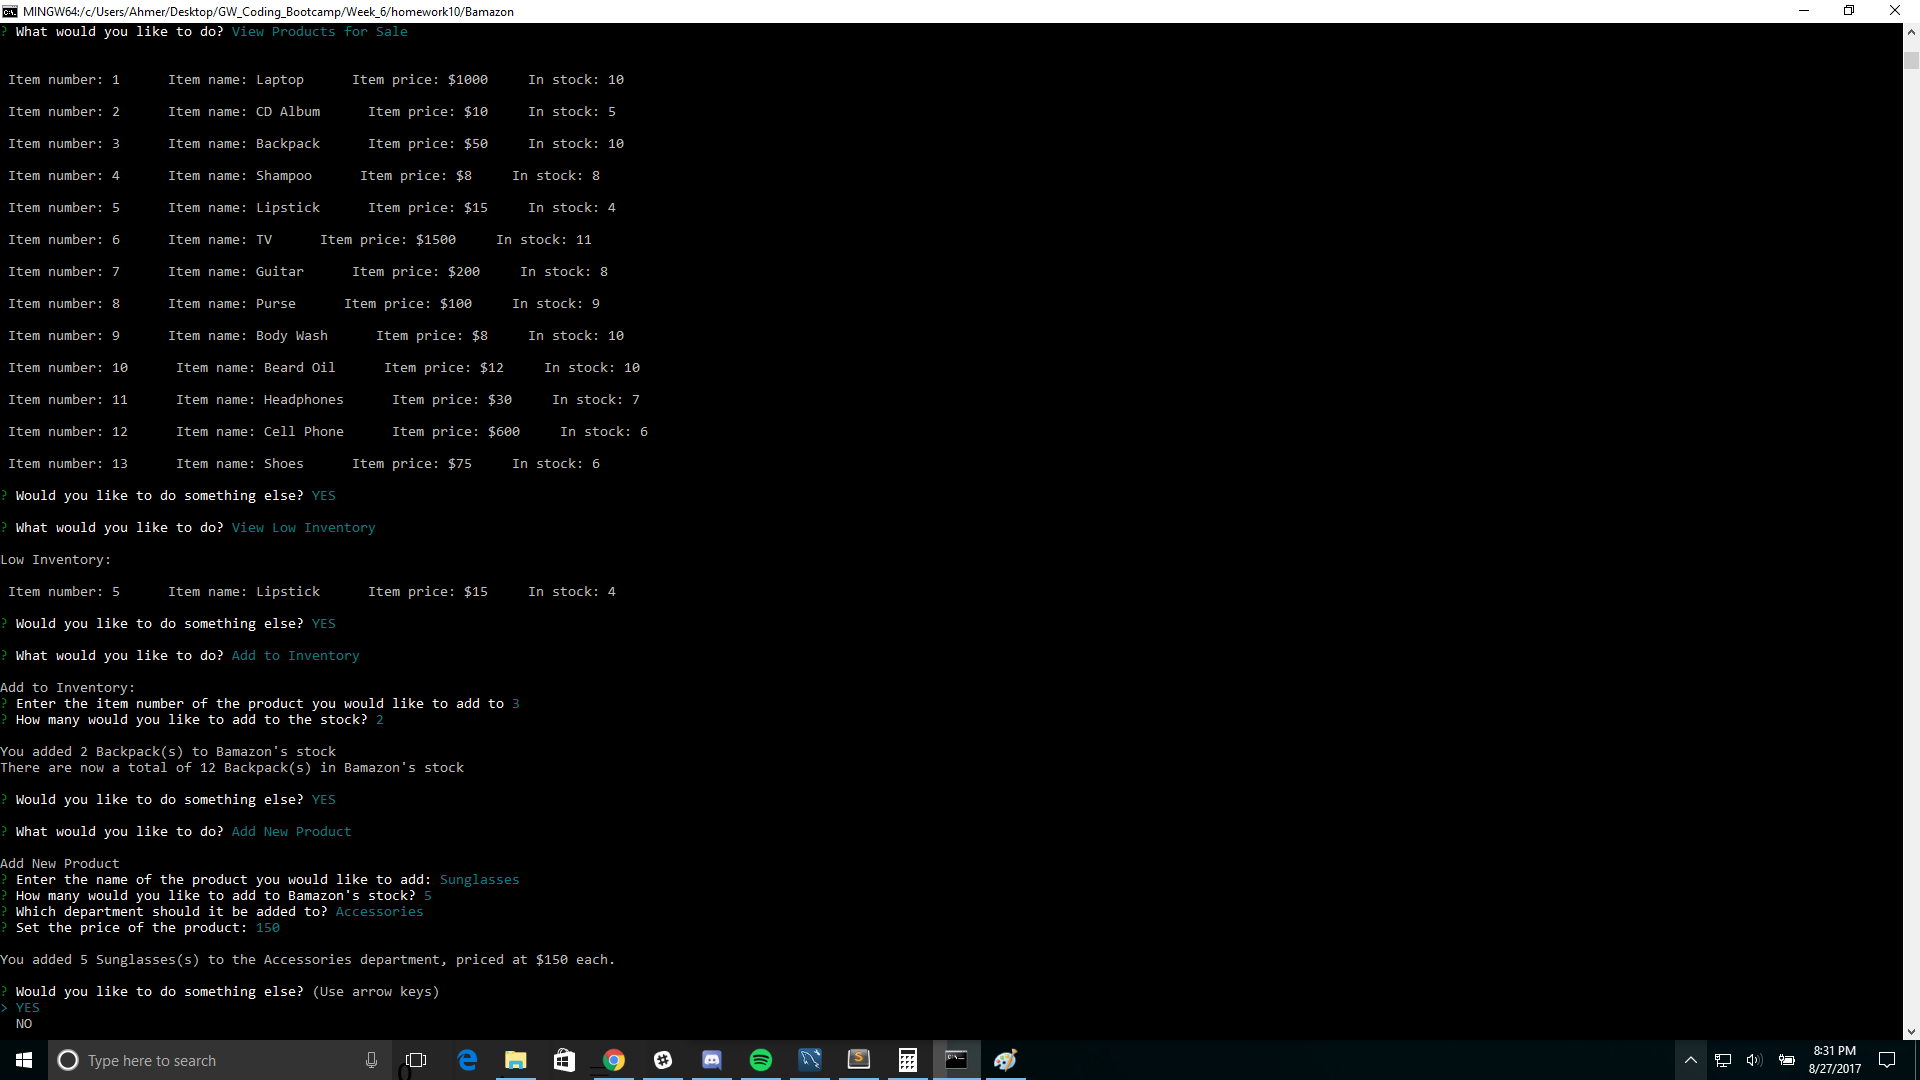 MINGW64:/c/Users/Ahmer/Desktop/GW_Coding_Bootcamp/Week_6/homework10/Bamazon
? What would you like to do? View Products for Sale
Item number: 1      Item name: Laptop      Item price: $1000     In stock: 10
Item number: 2      Item name: CD Album      Item price: $10     In stock: 5
Item number: 3      Item name: Backpack      Item price: $50     In stock: 10
Item number: 4      Item name: Shampoo      Item price: $8     In stock: 8
Item number: 5      Item name: Lipstick      Item price: $15     In stock: 4
Item number: 6      Item name: TV      Item price: $1500     In stock: 11
Item number: 7      Item name: Guitar      Item price: $200     In stock: 8
Item number: 8      Item name: Purse      Item price: $100     In stock: 9
Item number: 9      Item name: Body Wash      Item price: $8     In stock: 10
Item number: 10      Item name: Beard Oil      Item price: $12     In stock: 10
Item number: 11      Item name: Headphones      Item price: $30     In stock: 7
Item number: 12      Item name: Cell Phone      Item price: $600     In stock: 6
Item number: 13      Item name: Shoes      Item price: $75     In stock: 6
? Would you like to do something else? YES
? What would you like to do? View Low Inventory
Low Inventory:
Item number: 5      Item name: Lipstick      Item price: $15     In stock: 4
? Would you like to do something else? YES
? What would you like to do? Add to Inventory
Add to Inventory:
? Enter the item number of the product you would like to add to 3
? How many would you like to add to the stock? 2
You added 2 Backpack(s) to Bamazon's stock
There are now a total of 12 Backpack(s) in Bamazon's stock
? Would you like to do something else? YES
? What would you like to do? Add New Product
Add New Product
? Enter the name of the product you would like to add: Sunglasses
? How many would you like to add to Bamazon's stock? 5
? Which department should it be added to? Accessories
? Set the price of the product: 150
You added 5 Sunglasses(s) to the Accessories department, priced at $150 each.
? Would you like to do something else? (Use arrow keys)
> YES
NO
Type here to search
8:31 PM
8/27/2017